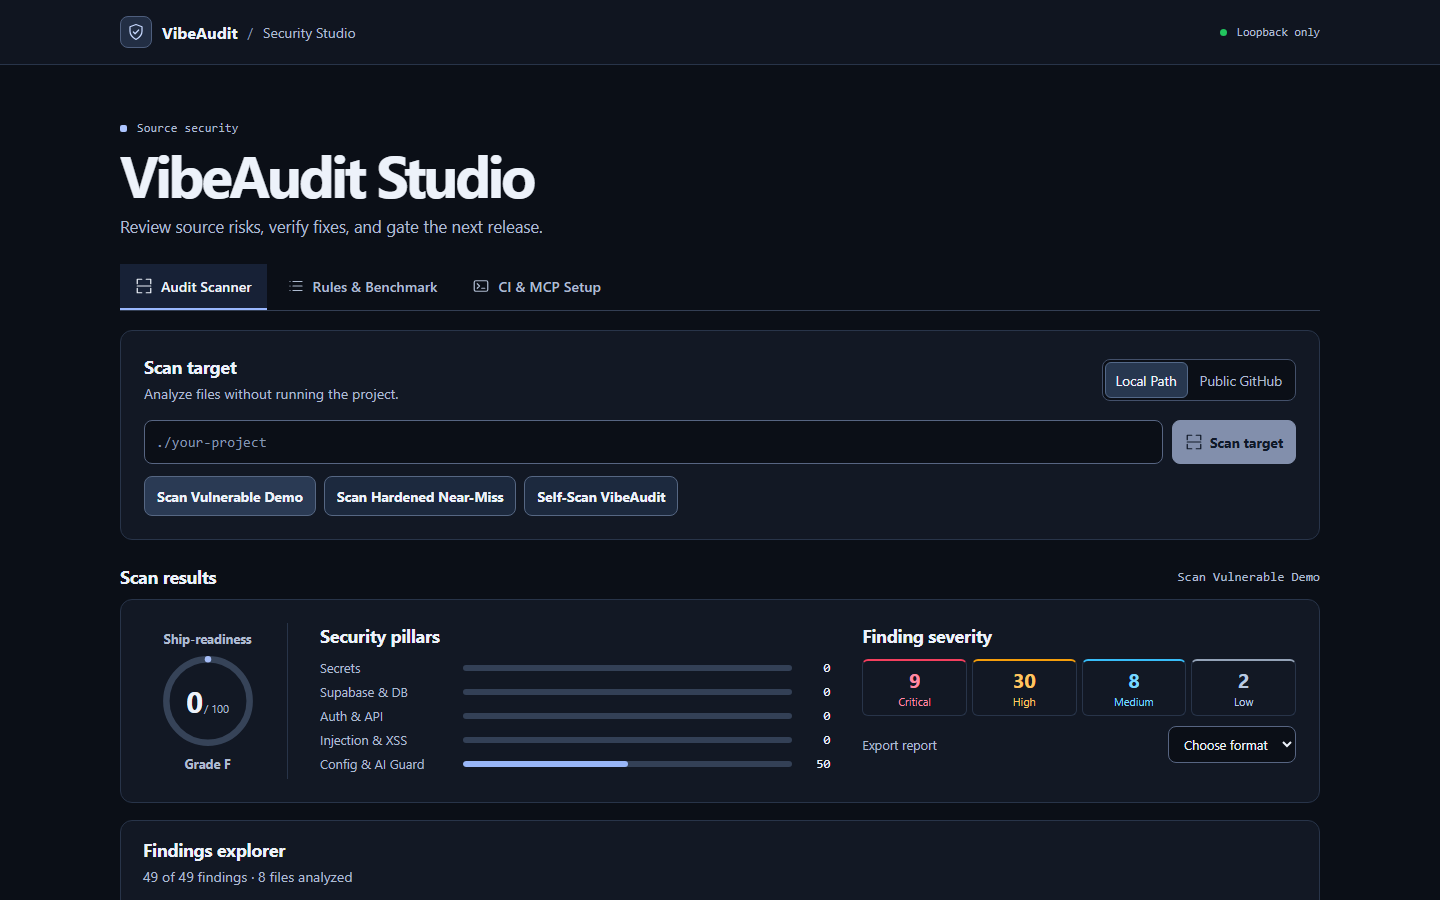 VibeAudit / Security Studio
Loopback only
Source security
VibeAudit Studio
Review source risks, verify fixes, and gate the next release.
Audit Scanner
Rules & Benchmark
CI & MCP Setup
Scan target
Analyze files without running the project.
Local Path
Public GitHub
./your-project
Scan target
Scan Vulnerable Demo
Scan Hardened Near-Miss
Self-Scan VibeAudit
Scan results
Scan Vulnerable Demo
Ship-readiness
0 / 100
Grade F
Security pillars
Secrets 0
Supabase & DB 0
Auth & API 0
Injection & XSS 0
Config & AI Guard 50
Finding severity
9 Critical
30 High
8 Medium
2 Low
Export report
Choose format
Findings explorer
49 of 49 findings · 8 files analyzed